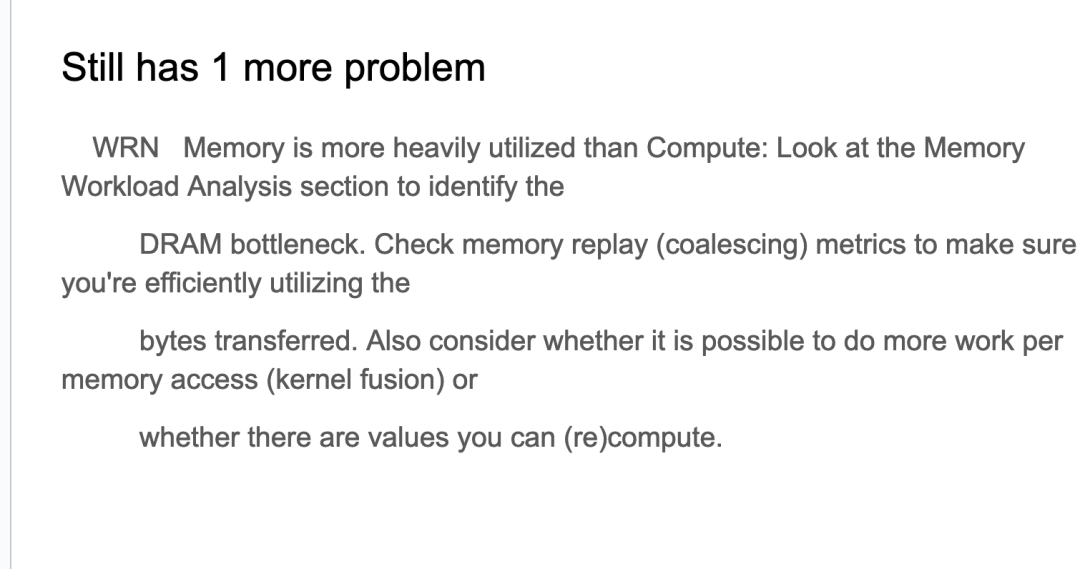 Still has 1 more problem
WRN Memory is more heavily utilized than Compute: Look at the Memory
Workload Analysis section to identify the
DRAM bottleneck. Check memory replay (coalescing) metrics to make sure
you're efficiently utilizing the
bytes transferred. Also consider whether it is possible to do more work per
memory access (kernel fusion) or
whether there are values you can (re)compute.